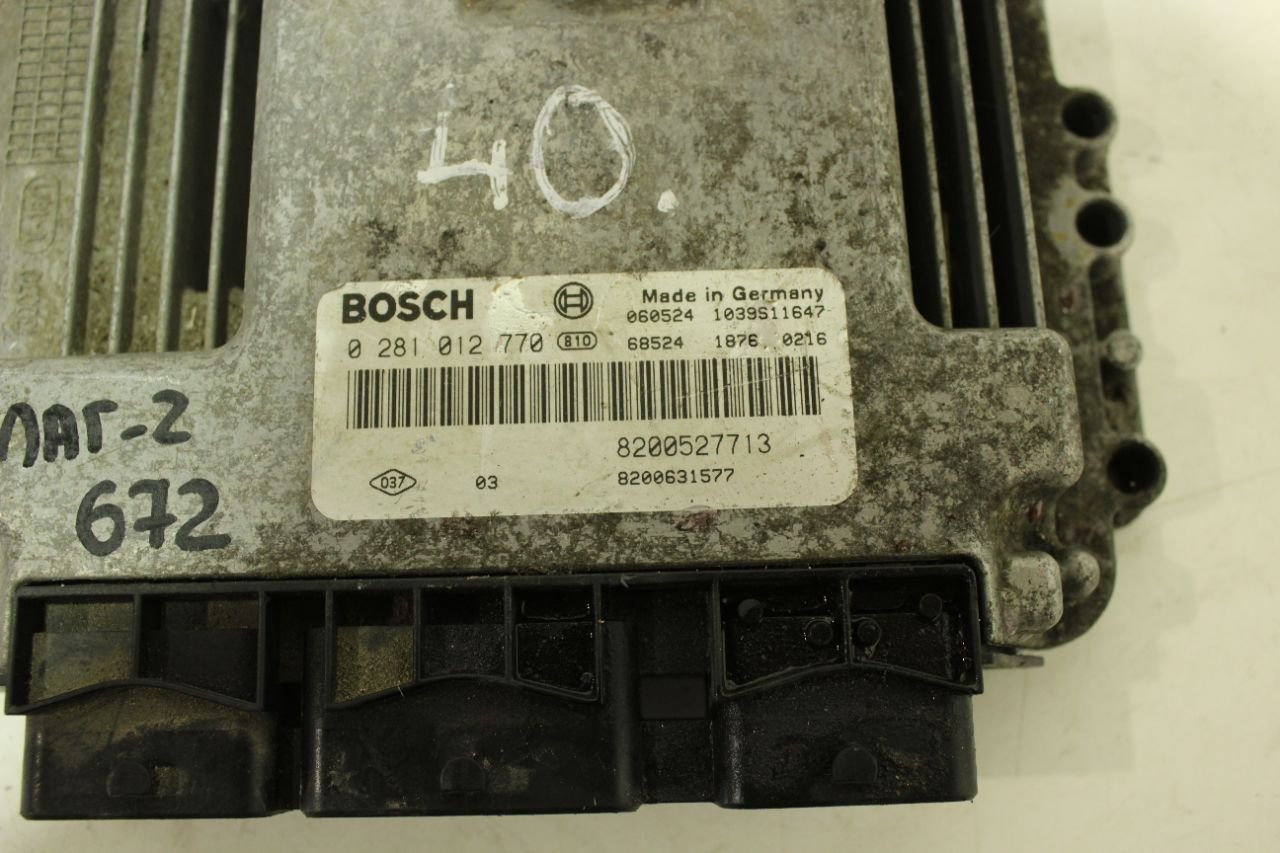 40.
BOSCH
Made in Germany
060524 1039S11647
0 281 012 770 810
68524 1876 0216
ЛАГ-2
672
8200527713
037 03 8200631577